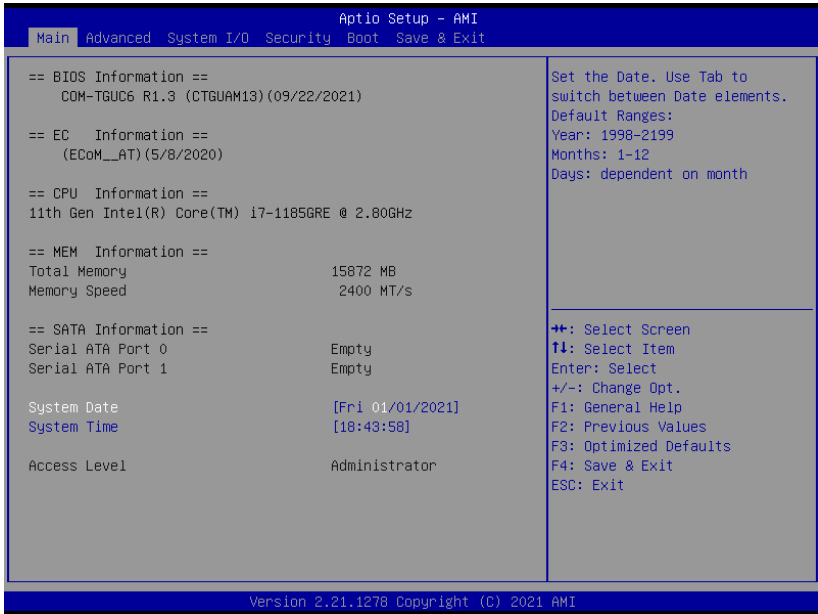 Aptio Setup - AMI
Main Advanced System I/O Security Boot Save & Exit
== BIOS Information ==
COM-TGUC6 R1.3 (CTGUAM13)(09/22/2021)
== EC Information ==
(ECoM__AT)(5/8/2020)
== CPU Information ==
11th Gen Intel(R) Core(TM) i7-1185GRE @ 2.80GHz
== MEM Information ==
Total Memory 15872 MB
Memory Speed 2400 MT/s
== SATA Information ==
Serial ATA Port 0 Empty
Serial ATA Port 1 Empty
System Date [Fri 01/01/2021]
System Time [18:43:58]
Access Level Administrator
Set the Date. Use Tab to
switch between Date elements.
Default Ranges:
Year: 1998-2199
Months: 1-12
Days: dependent on month
→←: Select Screen
↑↓: Select Item
Enter: Select
+/-: Change Opt.
F1: General Help
F2: Previous Values
F3: Optimized Defaults
F4: Save & Exit
ESC: Exit
Version 2.21.1278 Copyright (C) 2021 AMI